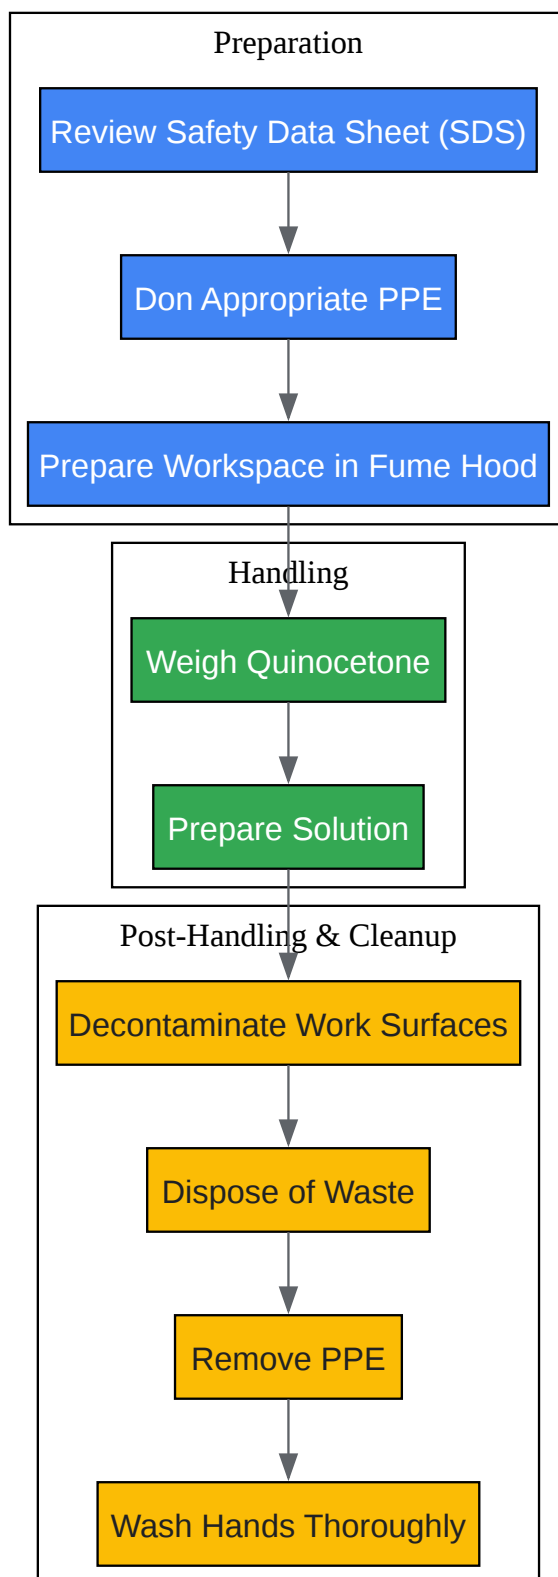 Preparation
Review Safety Data Sheet (SDS)
Don Appropriate PPE
Prepare Workspace in Fume Hood
Handling
Weigh Quinocetone
Prepare Solution
Post-Handling & Cleanup
Decontaminate Work Surfaces
Dispose of Waste
Remove PPE
Wash Hands Thoroughly